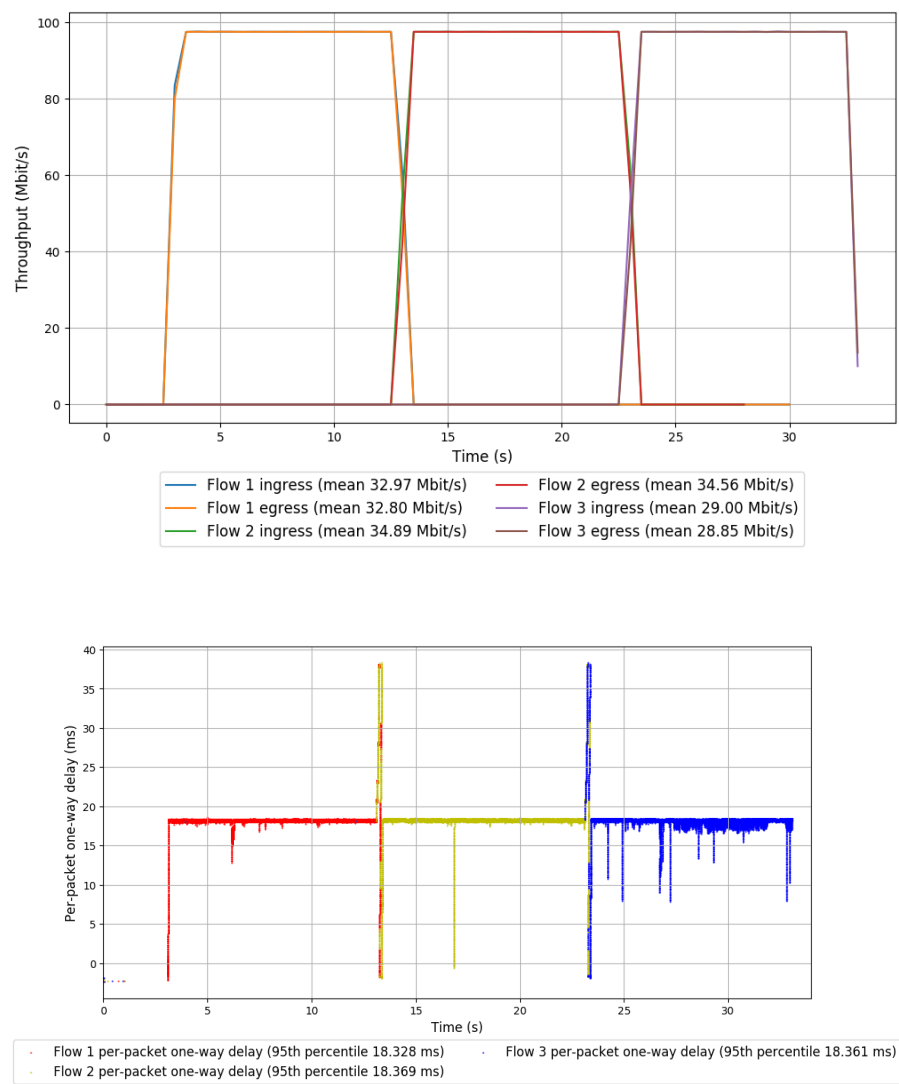 100
80
60
40
20
0
Throughput (Mbit/s)
0 5 10 15 20 25 30
Time (s)
Flow 1 ingress (mean 32.97 Mbit/s) Flow 2 egress (mean 34.56 Mbit/s)
Flow 1 egress (mean 32.80 Mbit/s) Flow 3 ingress (mean 29.00 Mbit/s)
Flow 2 ingress (mean 34.89 Mbit/s) Flow 3 egress (mean 28.85 Mbit/s)
40
35
30
25
20
15
10
5
0
Per-packet one-way delay (ms)
0 5 10 15 20 25 30
Time (s)
Flow 1 per-packet one-way delay (95th percentile 18.328 ms) Flow 3 per-packet one-way delay (95th percentile 18.361 ms)
Flow 2 per-packet one-way delay (95th percentile 18.369 ms)